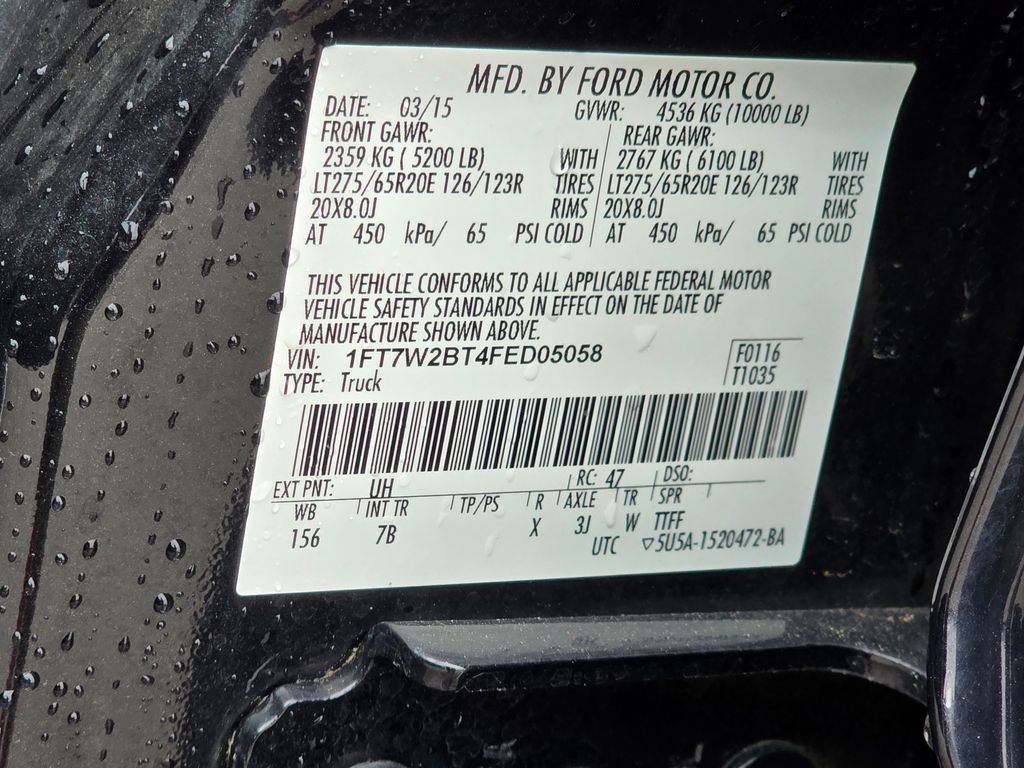 MFD. BY FORD MOTOR CO.
DATE: 03/15 GVWR: 4536 KG (10000 LB)
FRONT GAWR: REAR GAWR:
2359 KG ( 5200 LB) WITH 2767 KG ( 6100 LB) WITH
LT275/65R20E 126/123R TIRES LT275/65R20E 126/123R TIRES
20X8.0J RIMS 20X8.0J RIMS
AT 450 kPa/ 65 PSI COLD AT 450 kPa/ 65 PSI COLD
THIS VEHICLE CONFORMS TO ALL APPLICABLE FEDERAL MOTOR
VEHICLE SAFETY STANDARDS IN EFFECT ON THE DATE OF
MANUFACTURE SHOWN ABOVE.
VIN: 1FT7W2BT4FED05058 F0116
TYPE: Truck T1035
EXT PNT: UH RC: 47 DSO:
WB INT TR TP/PS R AXLE TR SPR
156 7B X 3J W TTFF
UTC ▽5U5A-1520472-BA